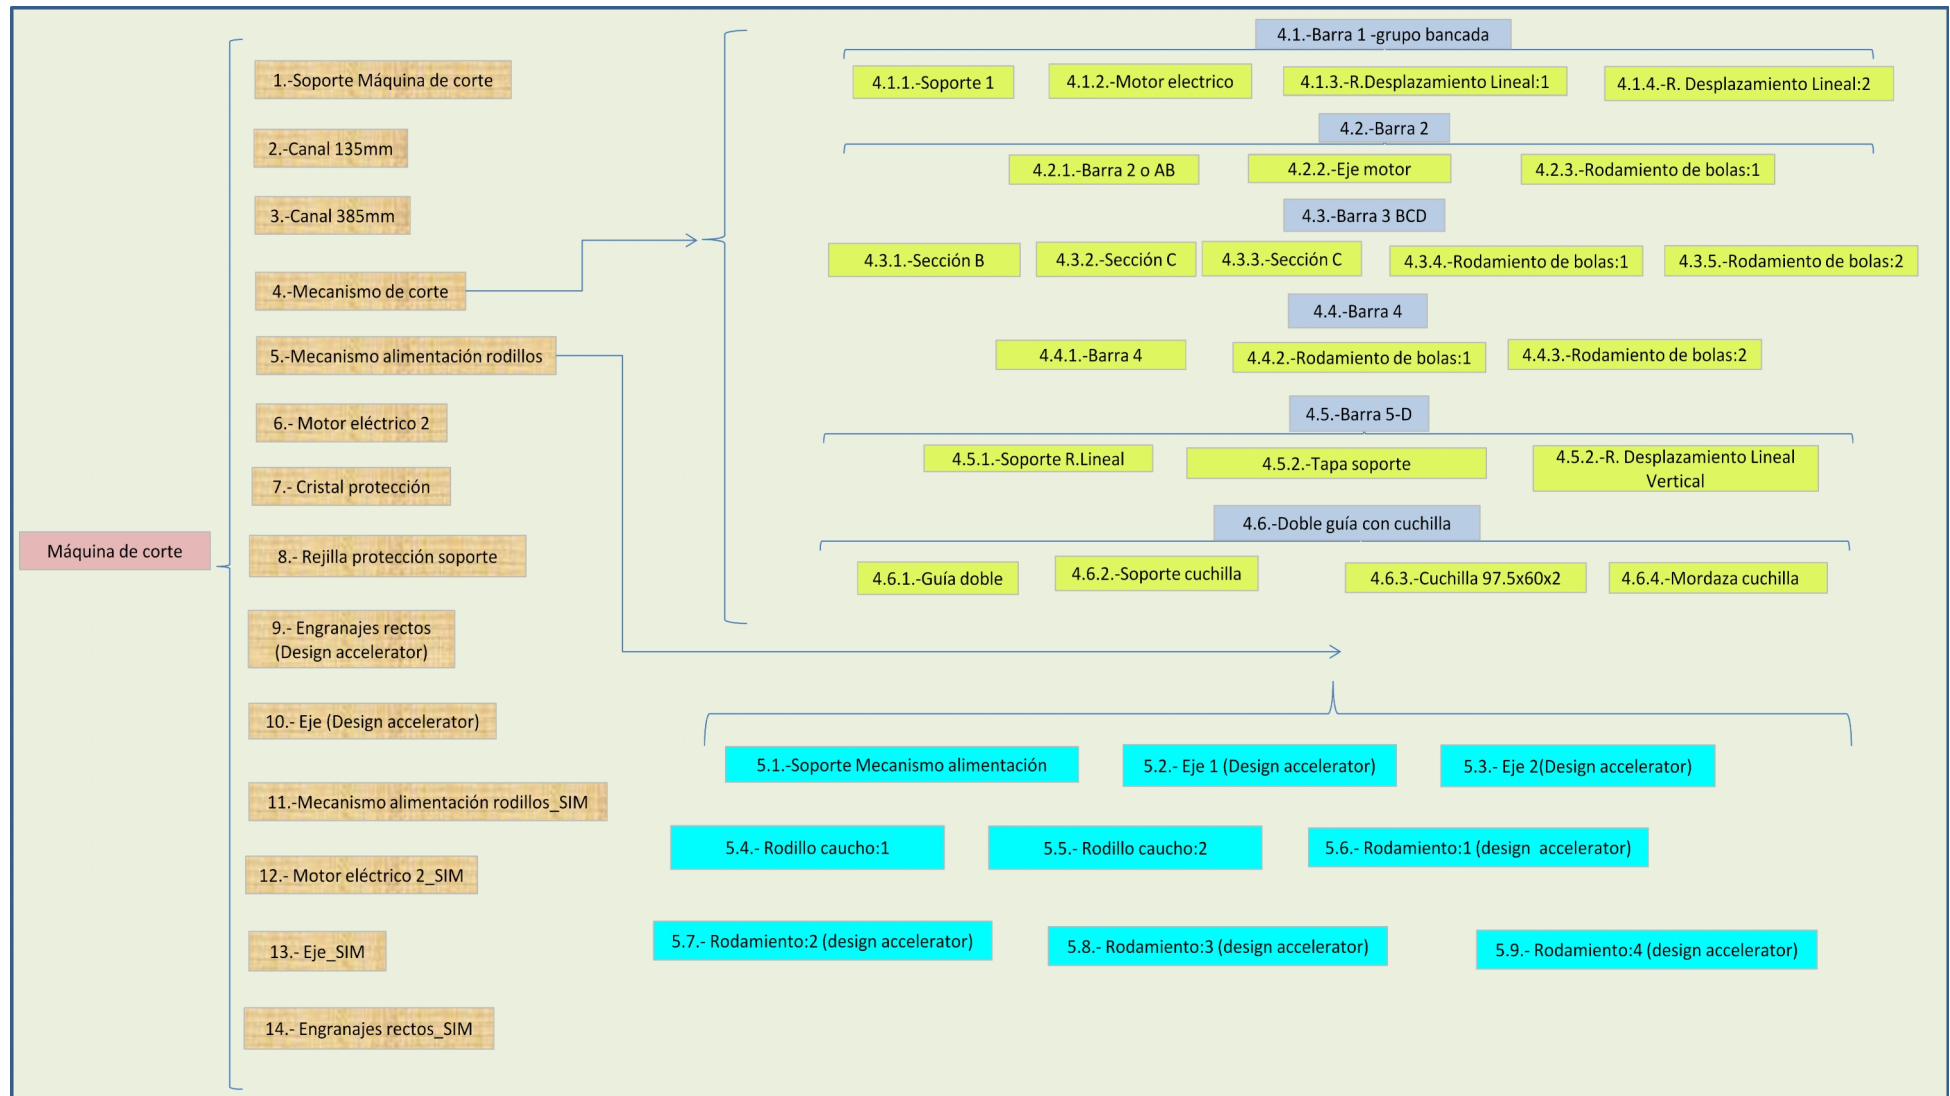 Máquina de corte
1.-Soporte Máquina de corte
2.-Canal 135mm
3.-Canal 385mm
4.-Mecanismo de corte
5.-Mecanismo alimentación rodillos
6.- Motor eléctrico 2
7.- Cristal protección
8.- Rejilla protección soporte
9.- Engranajes rectos
(Design accelerator)
10.- Eje (Design accelerator)
11.-Mecanismo alimentación rodillos_SIM
12.- Motor eléctrico 2_SIM
13.- Eje_SIM
14.- Engranajes rectos_SIM
4.1.-Barra 1 -grupo bancada
4.1.1.-Soporte 1
4.1.2.-Motor electrico
4.1.3.-R.Desplazamiento Lineal:1
4.1.4.-R. Desplazamiento Lineal:2
4.2.-Barra 2
4.2.1.-Barra 2 o AB
4.2.2.-Eje motor
4.2.3.-Rodamiento de bolas:1
4.3.-Barra 3 BCD
4.3.1.-Sección B
4.3.2.-Sección C
4.3.3.-Sección C
4.3.4.-Rodamiento de bolas:1
4.3.5.-Rodamiento de bolas:2
4.4.-Barra 4
4.4.1.-Barra 4
4.4.2.-Rodamiento de bolas:1
4.4.3.-Rodamiento de bolas:2
4.5.-Barra 5-D
4.5.1.-Soporte R.Lineal
4.5.2.-Tapa soporte
4.5.2.-R. Desplazamiento Lineal
Vertical
4.6.-Doble guía con cuchilla
4.6.1.-Guía doble
4.6.2.-Soporte cuchilla
4.6.3.-Cuchilla 97.5x60x2
4.6.4.-Mordaza cuchilla
5.1.-Soporte Mecanismo alimentación
5.2.- Eje 1 (Design accelerator)
5.3.- Eje 2(Design accelerator)
5.4.- Rodillo caucho:1
5.5.- Rodillo caucho:2
5.6.- Rodamiento:1 (design accelerator)
5.7.- Rodamiento:2 (design accelerator)
5.8.- Rodamiento:3 (design accelerator)
5.9.- Rodamiento:4 (design accelerator)